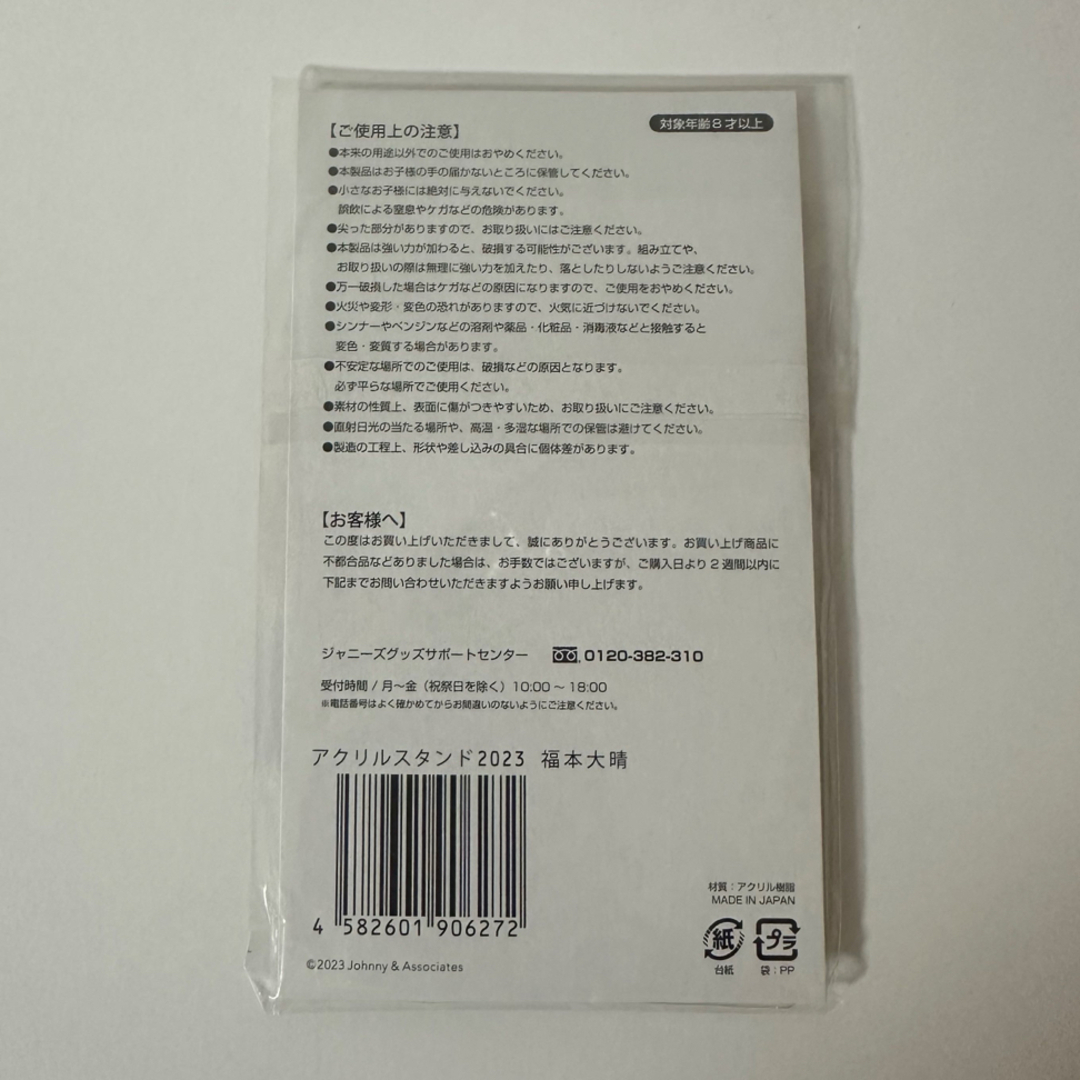 【ご使用上の注意】
対象年齢8才以上
●本来の用途以外でのご使用はおやめください。
●本製品はお子様の手の届かないところに保管してください。
●小さなお子様には絶対に与えないでください。
誤飲による窒息やケガなどの危険があります。
●尖った部分がありますので、お取り扱いにはご注意ください。
●本製品は強い力が加わると、破損する可能性がございます。組み立てや、
お取り扱いの際は無理に強い力を加えたり、落としたりしないようご注意ください。
●万一破損した場合はケガなどの原因になりますので、ご使用をおやめください。
●火災や変形・変色の恐れがありますので、火気に近づけないでください。
●シンナーやベンジンなどの溶剤や薬品・化粧品・消毒液などと接触すると
変色・変質する場合があります。
●不安定な場所でのご使用は、破損などの原因となります。
必ず平らな場所でご使用ください。
●素材の性質上、表面に傷がつきやすいため、お取り扱いにご注意ください。
●直射日光の当たる場所や、高温・多湿な場所での保管は避けてください。
●製造の工程上、形状や差し込みの具合に個体差があります。
【お客様へ】
この度はお買い上げいただきまして、誠にありがとうございます。お買い上げ商品に
不都合品などありました場合は、お手数ではございますが、ご購入日より2週間以内に
下記までお問い合わせいただきますようお願い申し上げます。
ジャニーズグッズサポートセンター 0120-382-310
受付時間/月〜金（祝祭日を除く）10:00〜18:00
※電話番号はよく確かめてからお間違いのないようにご注意ください。
アクリルスタンド2023 福本大晴
4 582601 906272
材質：アクリル樹脂
MADE IN JAPAN
紙 プラ
台紙 袋：PP
©2023 Johnny & Associates